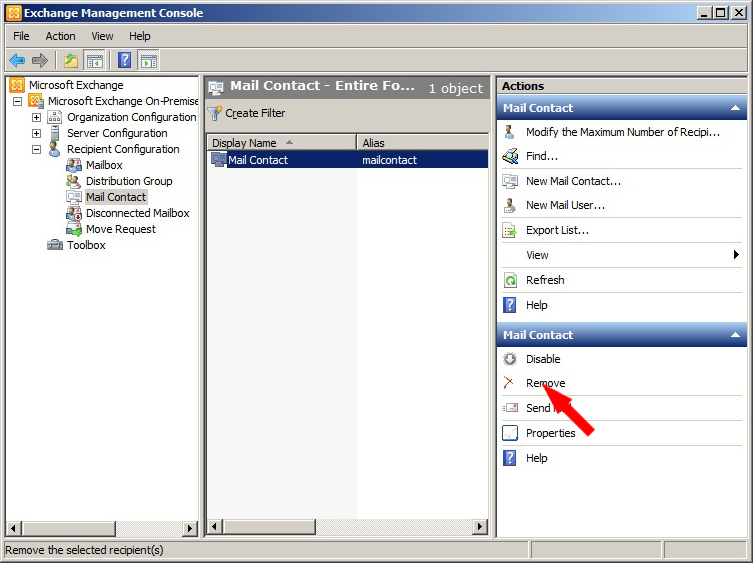 Exchange Management Console
File Action View Help
Microsoft Exchange
Microsoft Exchange On-Premise
Organization Configuration
Server Configuration
Recipient Configuration
Mailbox
Distribution Group
Mail Contact
Disconnected Mailbox
Move Request
Toolbox
Mail Contact - Entire Fo... 1 object
Create Filter
Display Name Alias
Mail Contact mailcontact
Actions
Mail Contact
Modify the Maximum Number of Recipi...
Find...
New Mail Contact...
New Mail User...
Export List...
View
Refresh
Help
Mail Contact
Disable
Remove
Send
Properties
Help
Remove the selected recipient(s)